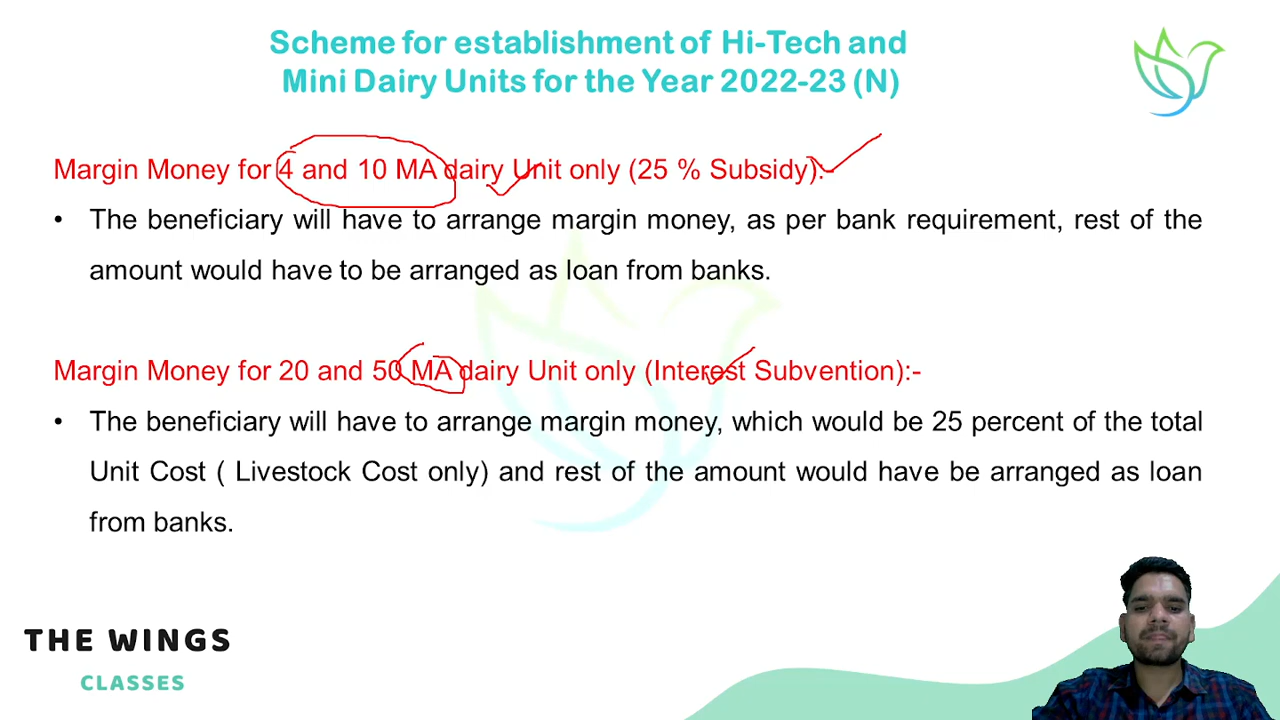 Scheme for establishment of Hi-Tech and
Mini Dairy Units for the Year 2022-23 (N)
Margin Money for 4 and 10 MA dairy Unit only (25 % Subsidy):-
• The beneficiary will have to arrange margin money, as per bank requirement, rest of the
amount would have to be arranged as loan from banks.
Margin Money for 20 and 50 MA dairy Unit only (Interest Subvention):-
• The beneficiary will have to arrange margin money, which would be 25 percent of the total
Unit Cost ( Livestock Cost only) and rest of the amount would have be arranged as loan
from banks.
THE WINGS
CLASSES